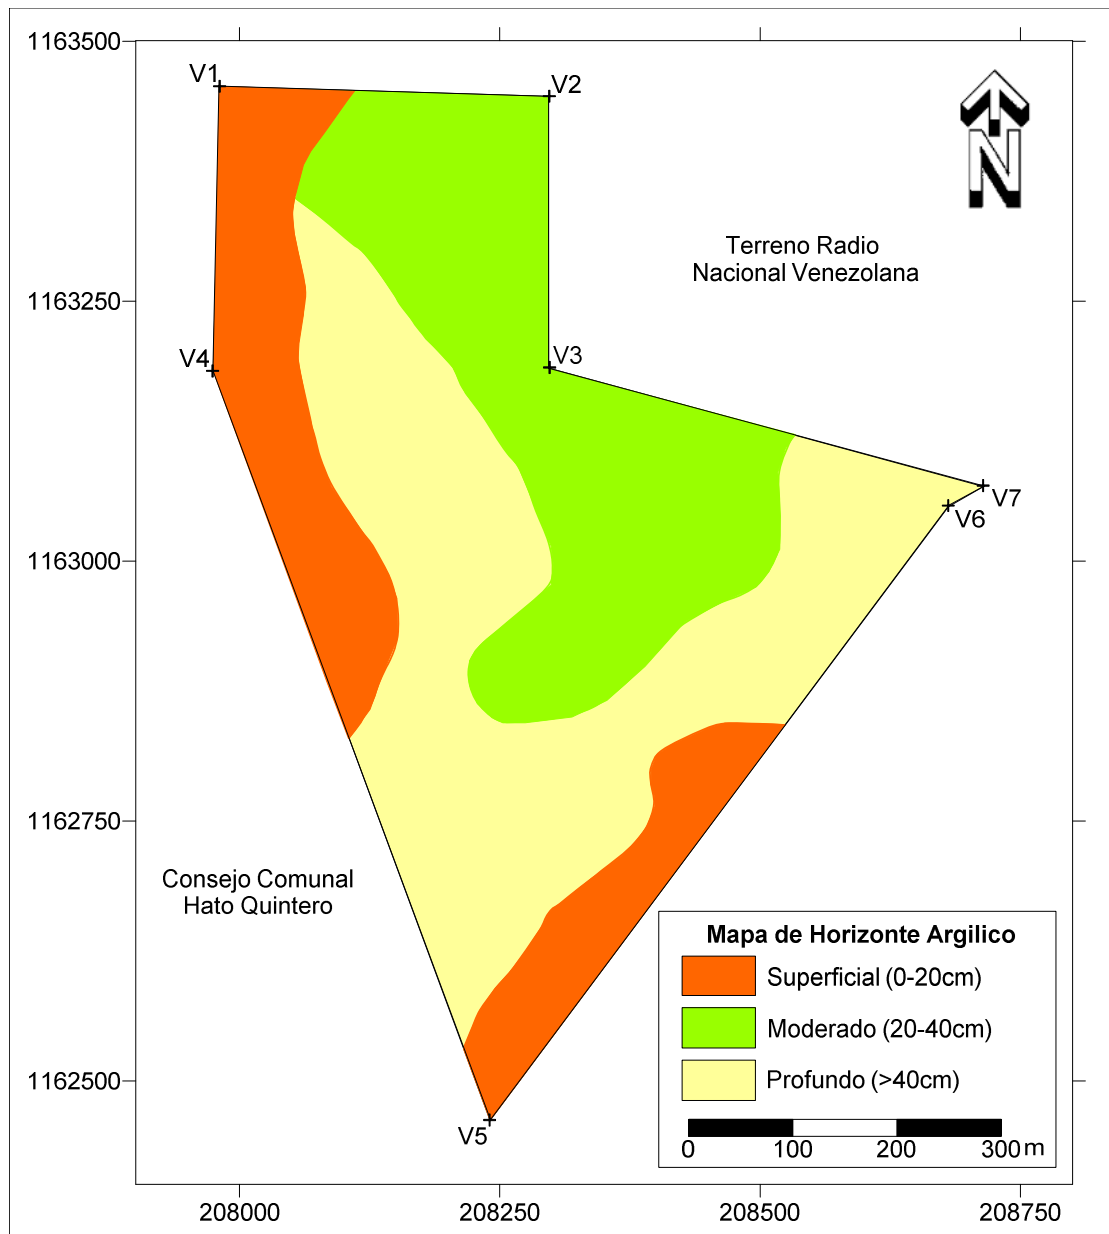 1163500
V1
V2
N
Terreno Radio
Nacional Venezolana
1163250
V4
V3
V7
V6
1163000
1162750
Consejo Comunal
Hato Quintero
Mapa de Horizonte Argilico
Superficial (0-20cm)
Moderado (20-40cm)
Profundo (>40cm)
0 100 200 300 m
1162500
V5
208000 208250 208500 208750